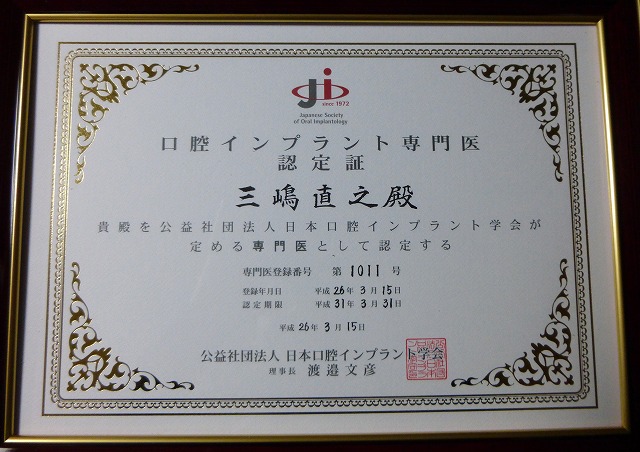 since 1972
Japanese Society
of Oral Implantology
口腔インプラント専門医
認定証
三嶋直之殿
貴殿を公益社団法人日本口腔インプラント学会が
定める専門医として認定する
専門医登録番号 第1011号
登録年月日 平成26年3月15日
認定期限 平成31年3月31日
平成26年3月15日
公益社団法人 日本口腔インプラント学会
理事長 渡邉文彦